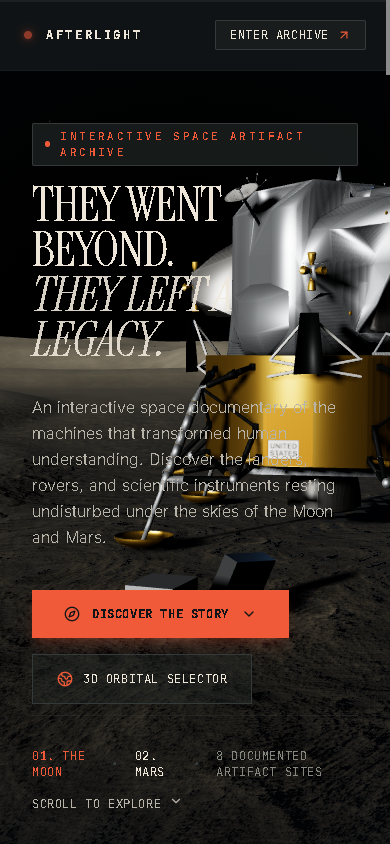 AFTERLIGHT
ENTER ARCHIVE
INTERACTIVE SPACE ARTIFACT
ARCHIVE
THEY WENT
BEYOND.
THEY LEFT A
LEGACY.
An interactive space documentary of the
machines that transformed human
understanding. Discover the landers,
rovers, and scientific instruments resting
undisturbed under the skies of the Moon
and Mars.
UNITED
STATES
DISCOVER THE STORY
3D ORBITAL SELECTOR
01. THE
MOON
02.
MARS
8 DOCUMENTED
ARTIFACT SITES
SCROLL TO EXPLORE